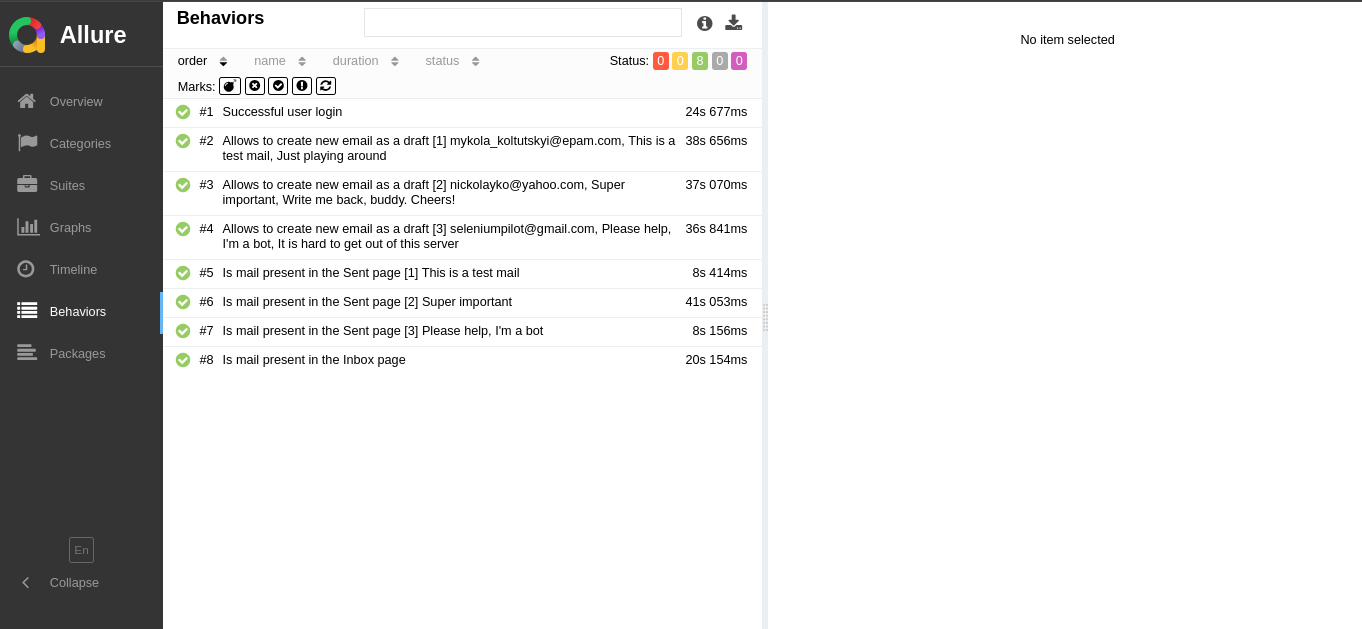 Allure
Overview
Categories
Suites
Graphs
Timeline
Behaviors
Packages
En
Collapse
Behaviors
order name duration status Status: 0 0 8 0 0
Marks:
#1 Successful user login 24s 677ms
#2 Allows to create new email as a draft [1] mykola_koltutskyi@epam.com, This is a 38s 656ms
test mail, Just playing around
#3 Allows to create new email as a draft [2] nickolayko@yahoo.com, Super 37s 070ms
important, Write me back, buddy. Cheers!
#4 Allows to create new email as a draft [3] seleniumpilot@gmail.com, Please help, 36s 841ms
I'm a bot, It is hard to get out of this server
#5 Is mail present in the Sent page [1] This is a test mail 8s 414ms
#6 Is mail present in the Sent page [2] Super important 41s 053ms
#7 Is mail present in the Sent page [3] Please help, I'm a bot 8s 156ms
#8 Is mail present in the Inbox page 20s 154ms
No item selected